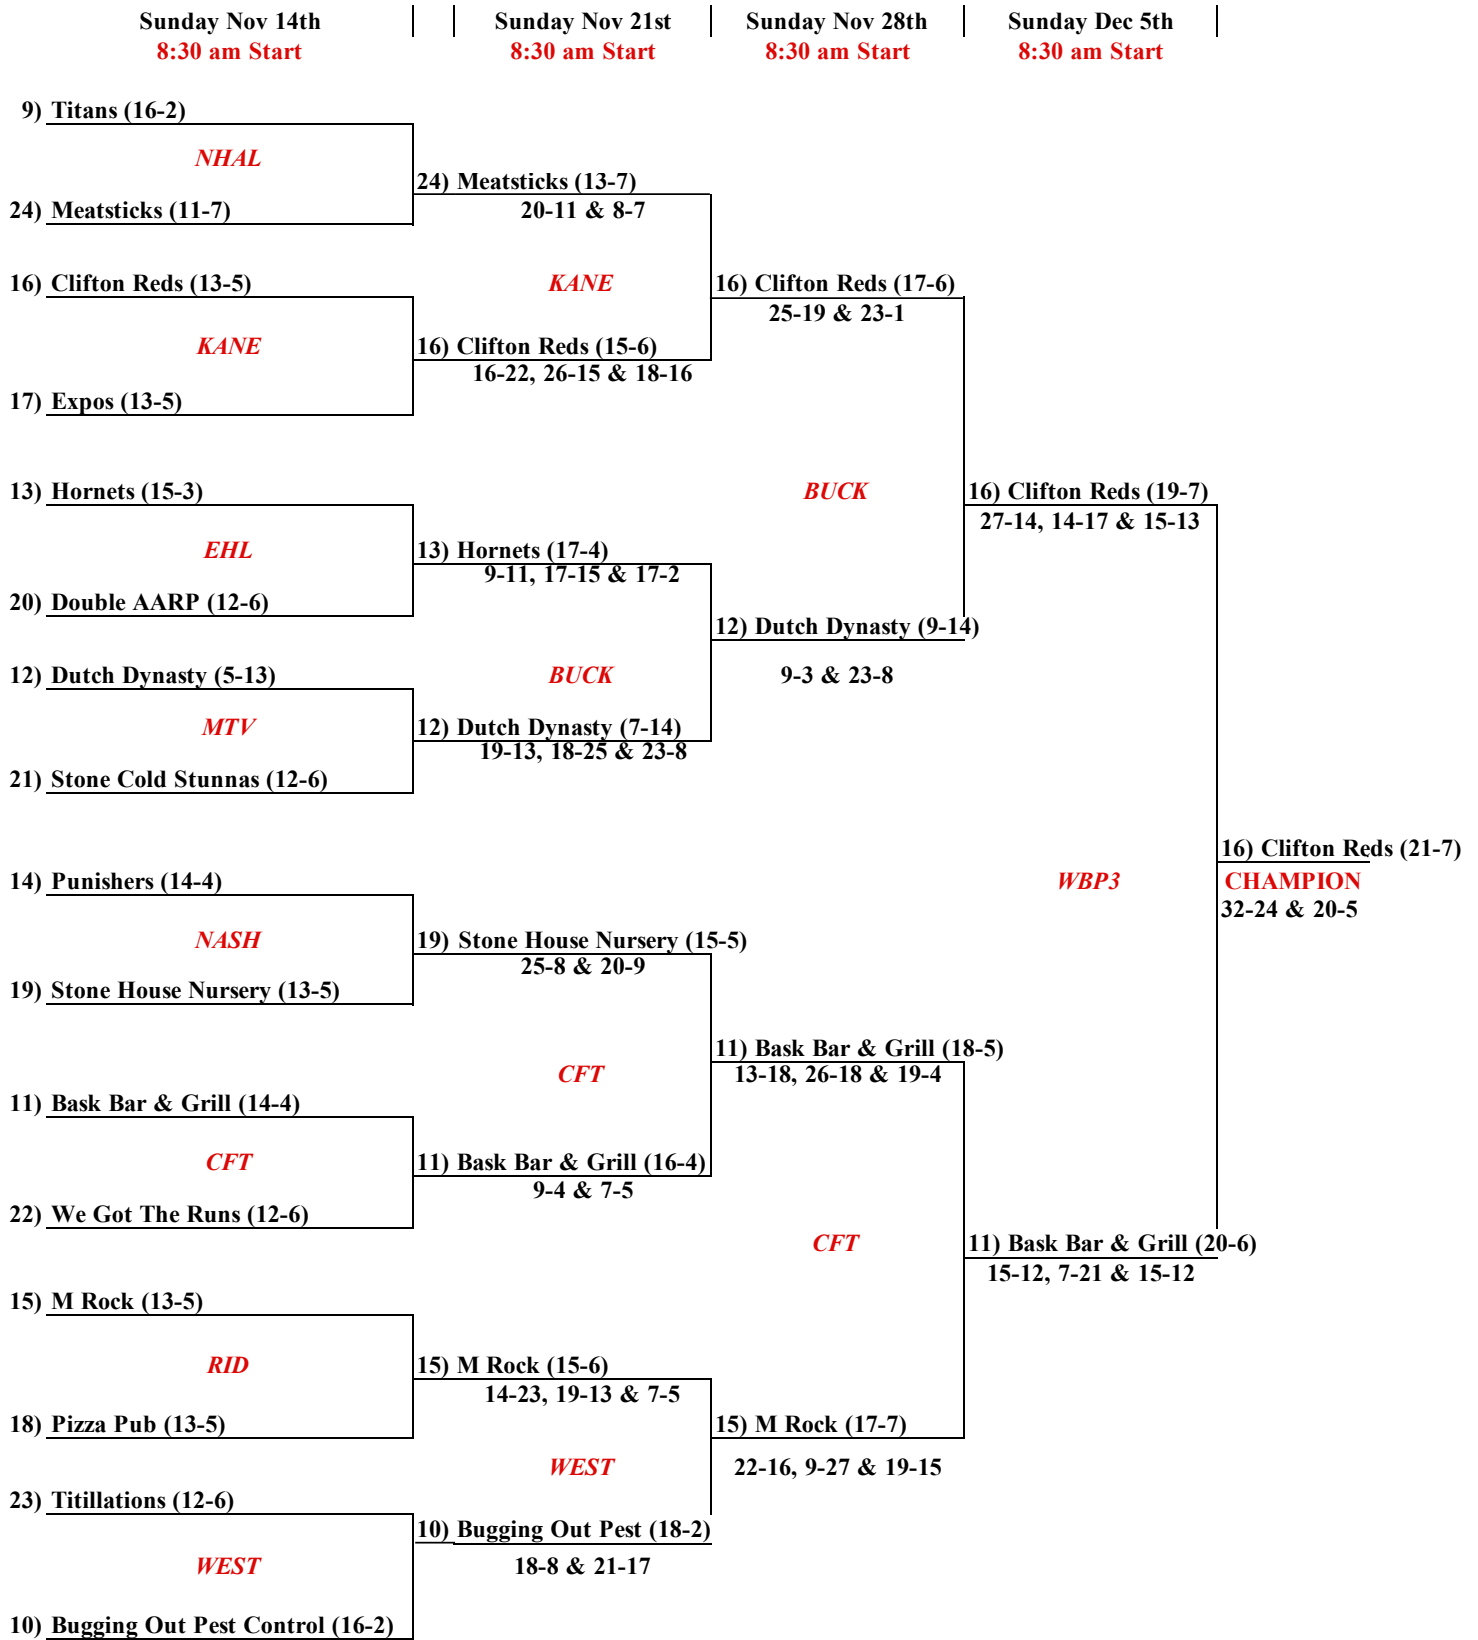 Sunday Nov 14th
8:30 am Start
Sunday Nov 21st
8:30 am Start
Sunday Nov 28th
8:30 am Start
Sunday Dec 5th
8:30 am Start
9) Titans (16-2)
NHAL
24) Meatsticks (11-7)
16) Clifton Reds (13-5)
KANE
17) Expos (13-5)
13) Hornets (15-3)
EHL
20) Double AARP (12-6)
12) Dutch Dynasty (5-13)
MTV
21) Stone Cold Stunnas (12-6)
14) Punishers (14-4)
NASH
19) Stone House Nursery (13-5)
11) Bask Bar & Grill (14-4)
CFT
22) We Got The Runs (12-6)
15) M Rock (13-5)
RID
18) Pizza Pub (13-5)
23) Titillations (12-6)
WEST
10) Bugging Out Pest Control (16-2)
24) Meatsticks (13-7)
20-11 & 8-7
KANE
16) Clifton Reds (15-6)
16-22, 26-15 & 18-16
13) Hornets (17-4)
9-11, 17-15 & 17-2
BUCK
12) Dutch Dynasty (7-14)
19-13, 18-25 & 23-8
19) Stone House Nursery (15-5)
25-8 & 20-9
CFT
11) Bask Bar & Grill (16-4)
9-4 & 7-5
15) M Rock (15-6)
14-23, 19-13 & 7-5
WEST
10) Bugging Out Pest (18-2)
18-8 & 21-17
16) Clifton Reds (17-6)
25-19 & 23-1
BUCK
12) Dutch Dynasty (9-14)
9-3 & 23-8
11) Bask Bar & Grill (18-5)
13-18, 26-18 & 19-4
CFT
15) M Rock (17-7)
22-16, 9-27 & 19-15
16) Clifton Reds (19-7)
27-14, 14-17 & 15-13
WBP3
11) Bask Bar & Grill (20-6)
15-12, 7-21 & 15-12
16) Clifton Reds (21-7)
CHAMPION
32-24 & 20-5